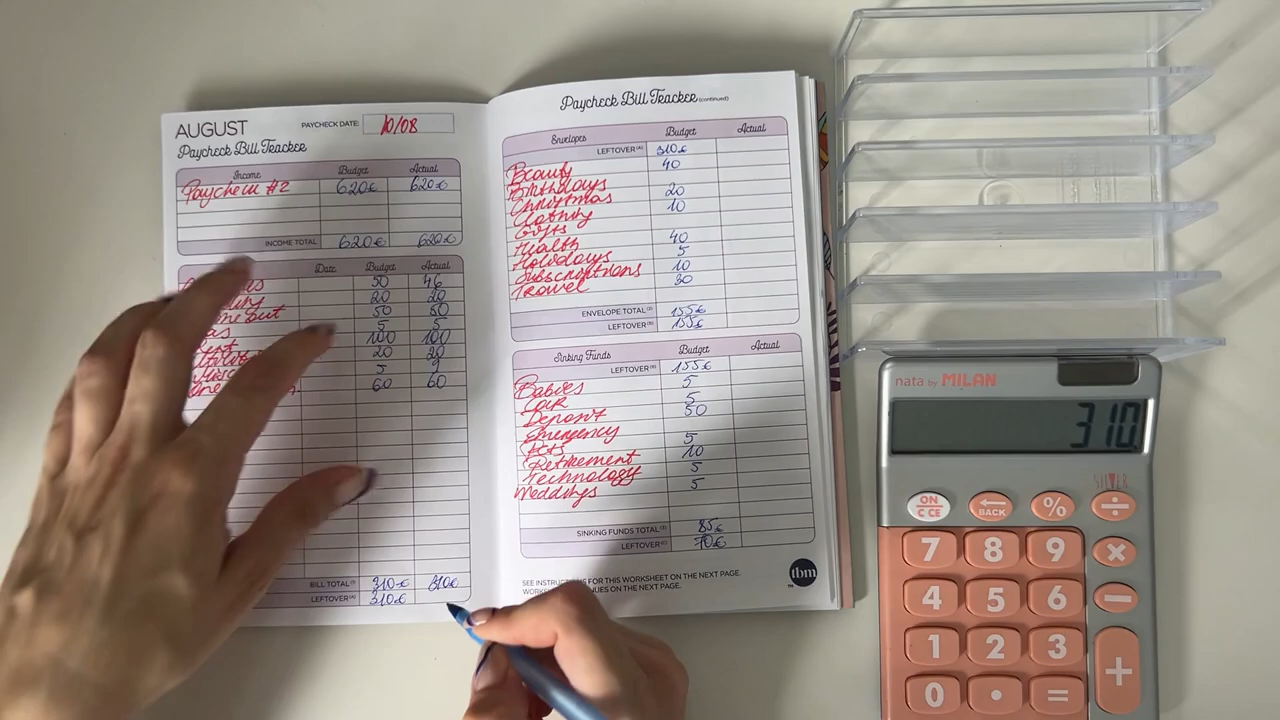 AUGUST
PAYCHECK DATE: 10/08
Paycheck Bill Tracker
Income Budget Actual
Paycheck #2 620€ 620€
INCOME TOTAL 620€ 620€
Date Budget Actual
50 46
20 20
50 50
5 5
100 100
20 20
5
60 60
BILL TOTAL 310€ 310€
LEFTOVER (A) 310€
Paycheck Bill Tracker (continued)
Envelopes Budget Actual
LEFTOVER (A) 310€
Beauty 40
Birthdays
Christmas 20
Clothing 10
Gifts
Health 40
Holidays 5
Subscriptions 10
Travel 30
ENVELOPE TOTAL (2) 155€
LEFTOVER (B) 155€
Sinking Funds Budget Actual
LEFTOVER (B) 155€
Babies 5
Car 5
Deposit 50
Emergency
Pets 5
Retirement 10
Technology 5
Weddings 5
SINKING FUNDS TOTAL (3) 85€
LEFTOVER (C) 70€
SEE INSTRUCTIONS FOR THIS WORKSHEET ON THE NEXT PAGE.
tbm
nata by MILAN
310
SILVER
ON C CE BACK % ÷
7 8 9 ×
4 5 6 −
1 2 3 +
0 • =